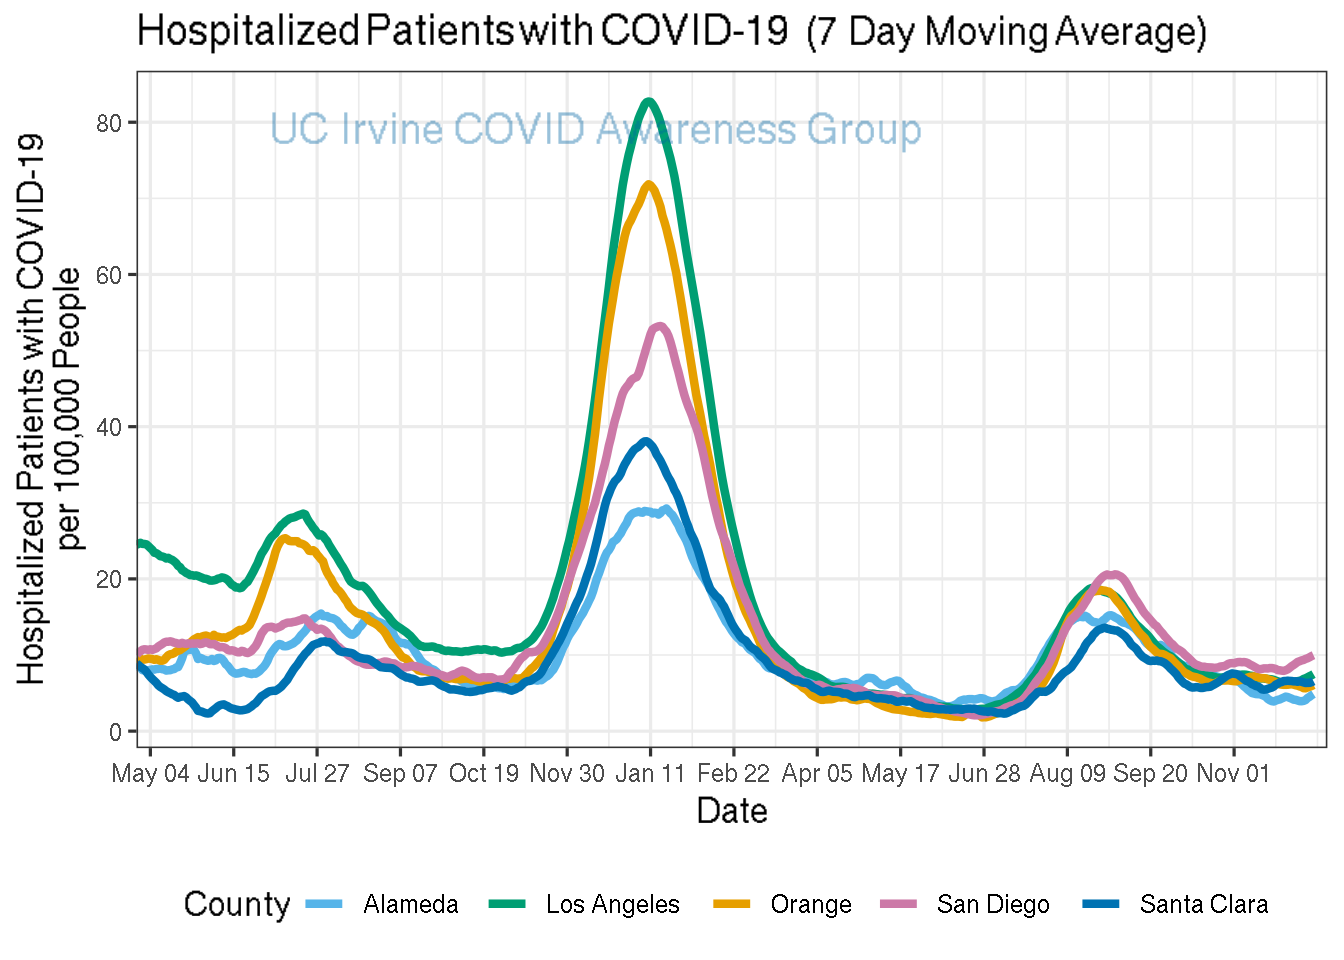 Hospitalized Patients with COVID-19 (7 Day Moving Average)
UC Irvine COVID Awareness Group
Hospitalized Patients with COVID-19
per 100,000 People
80
60
40
20
0
May 04 Jun 15 Jul 27 Sep 07 Oct 19 Nov 30 Jan 11 Feb 22 Apr 05 May 17 Jun 28 Aug 09 Sep 20 Nov 01
Date
County Alameda Los Angeles Orange San Diego Santa Clara